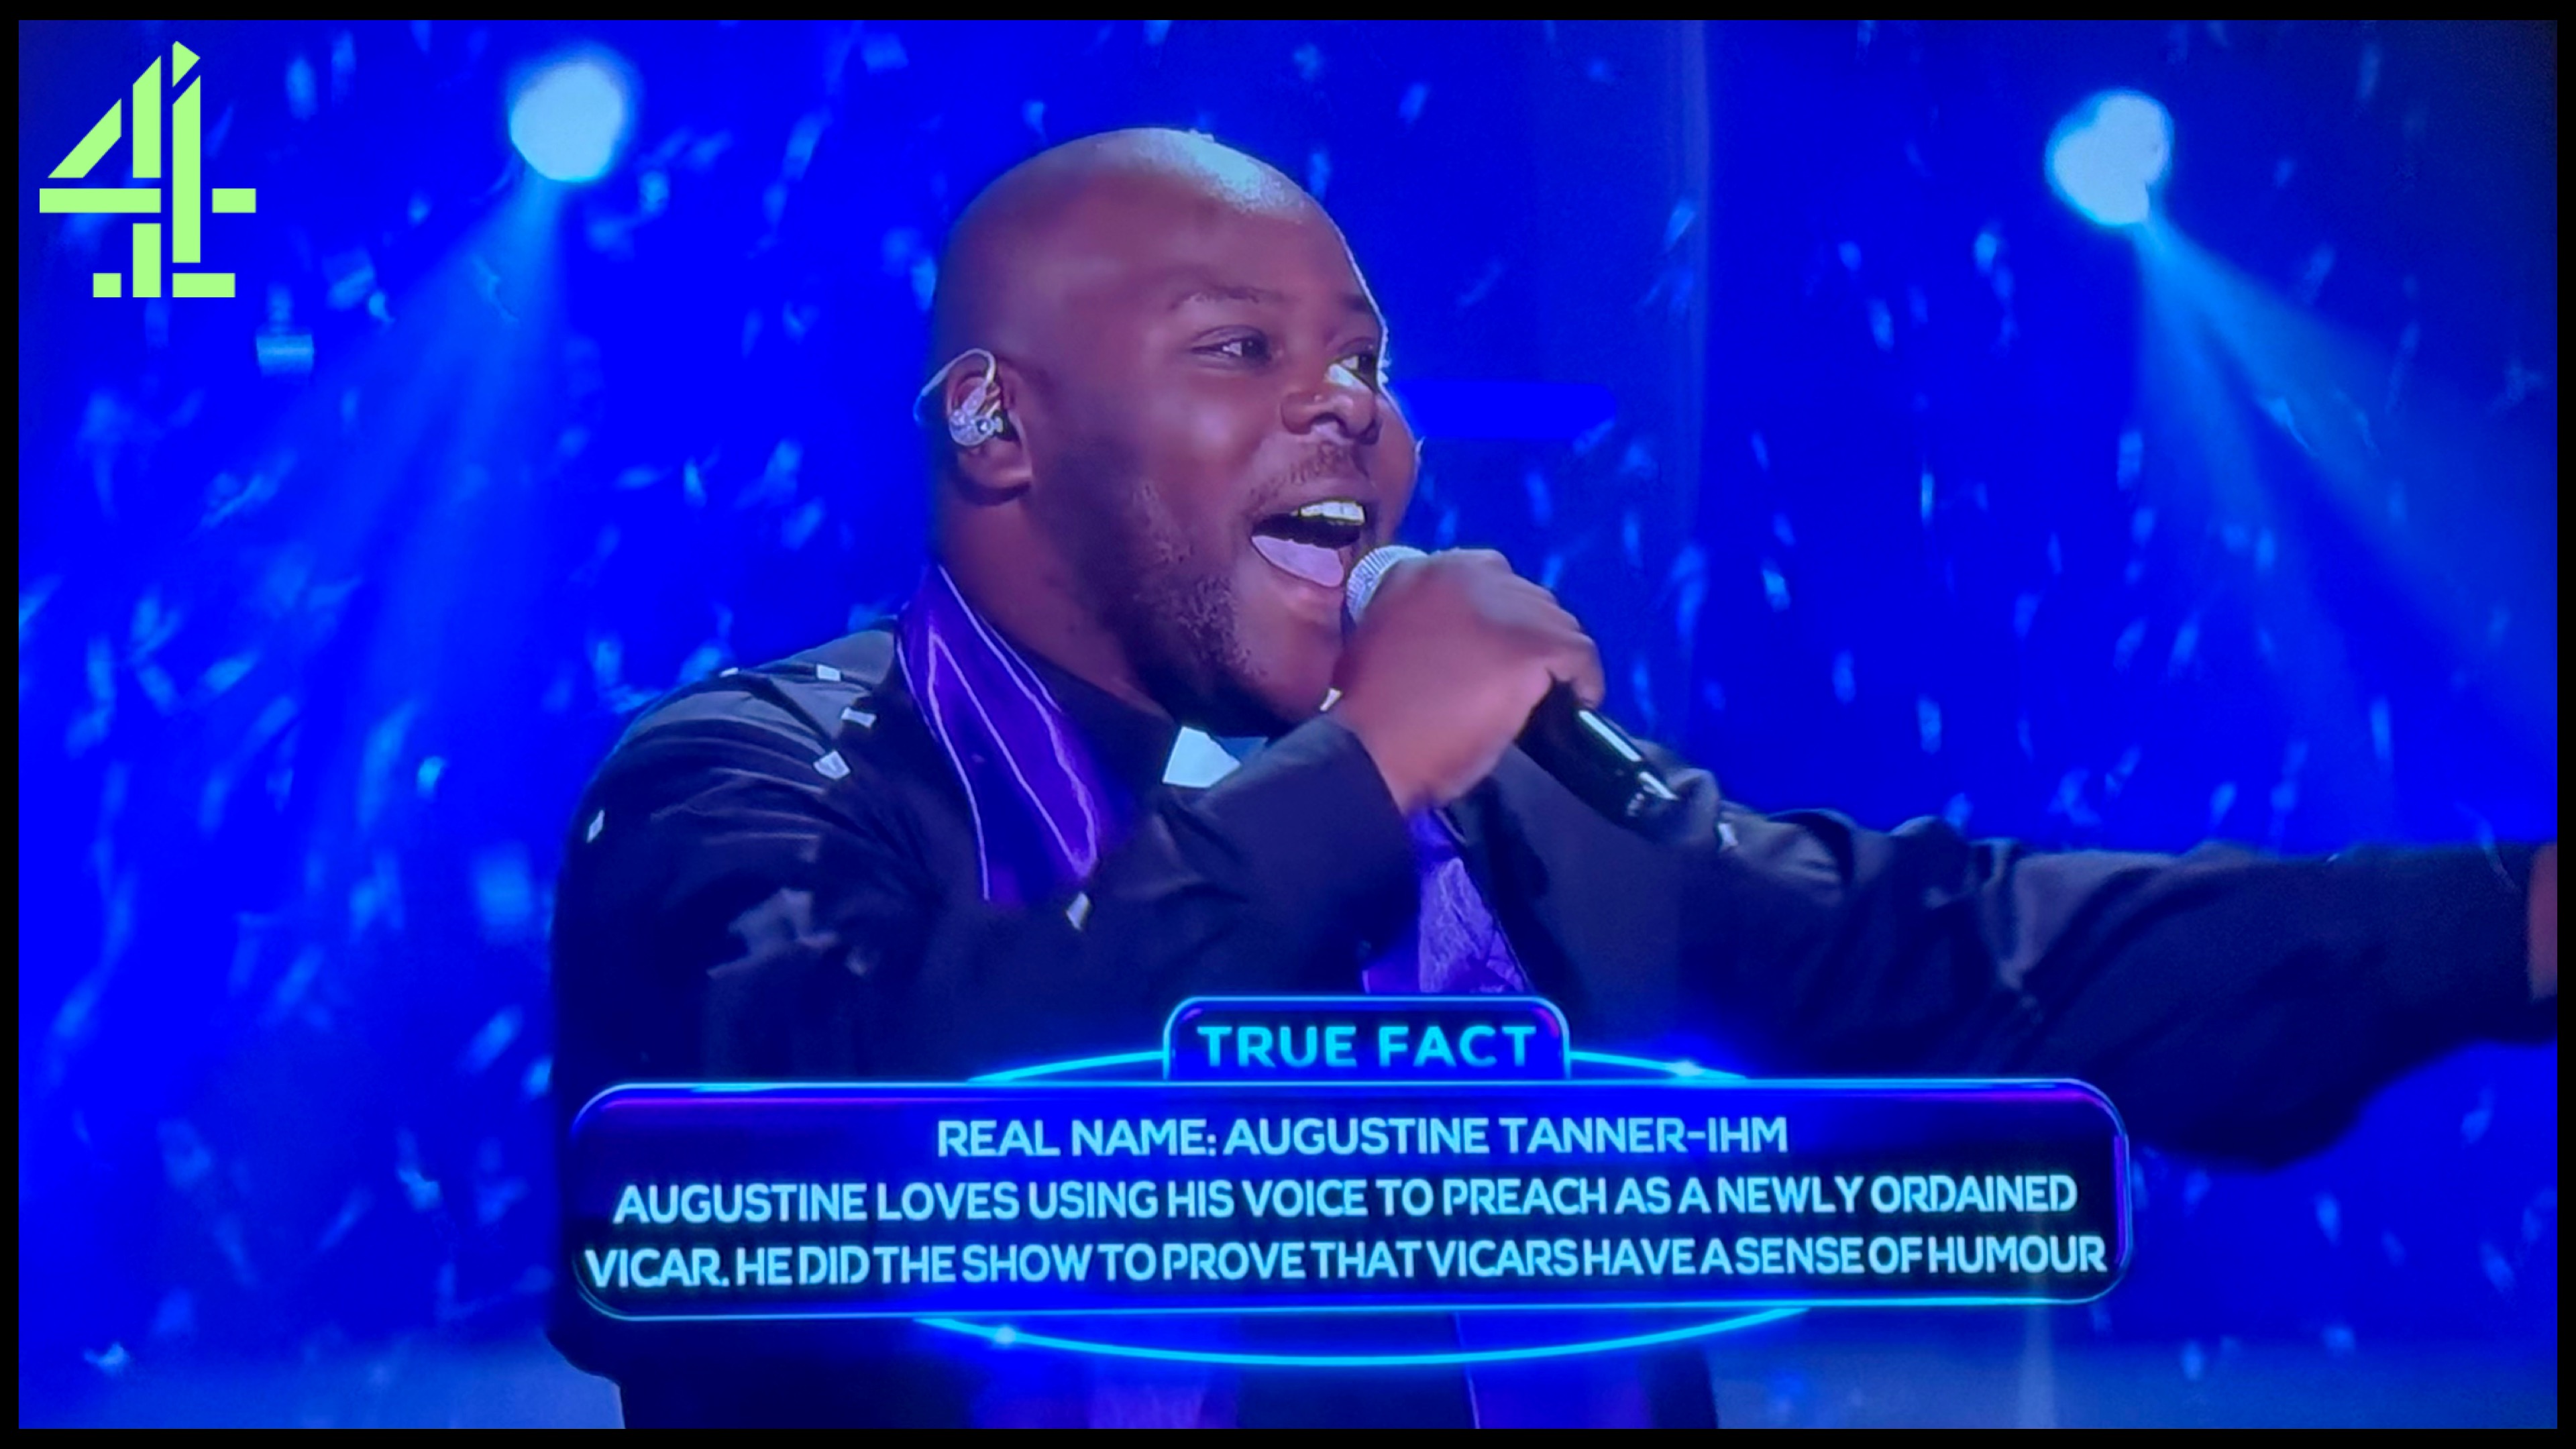 4
TRUE FACT
REAL NAME: AUGUSTINE TANNER-IHM
AUGUSTINE LOVES USING HIS VOICE TO PREACH AS A NEWLY ORDAINED
VICAR. HE DID THE SHOW TO PROVE THAT VICARS HAVE A SENSE OF HUMOUR